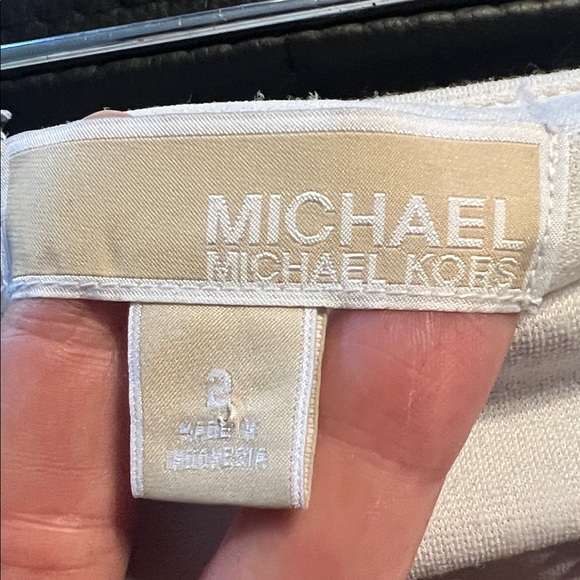 MICHAEL
MICHAEL KORS
2
MADE IN
INDONESIA